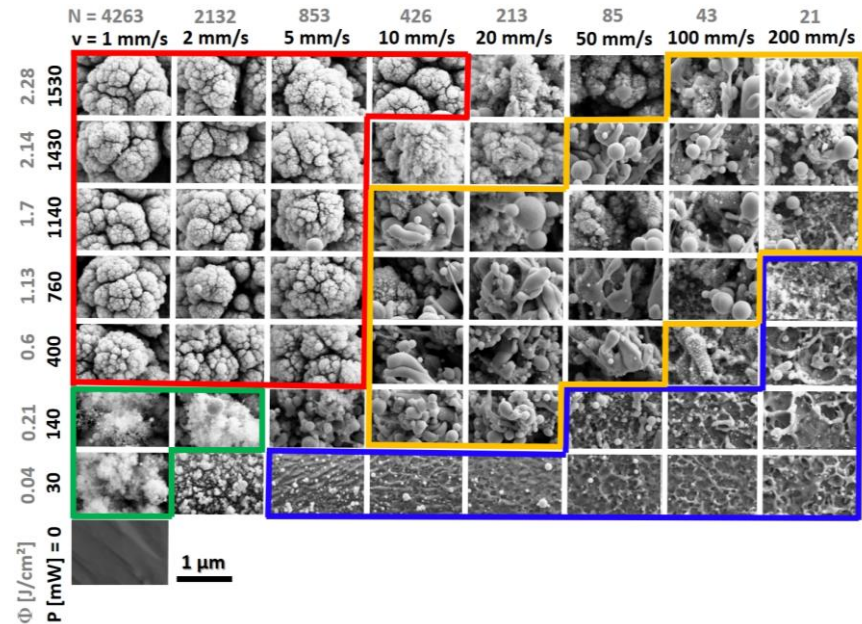 N = 4263 2132 853 426 213 85 43 21
v = 1 mm/s 2 mm/s 5 mm/s 10 mm/s 20 mm/s 50 mm/s 100 mm/s 200 mm/s
2.28 1530
2.14 1430
1.7 1140
1.13 760
0.6 400
0.21 140
0.04 30
Φ [J/cm²] P [mW] = 0
1 µm